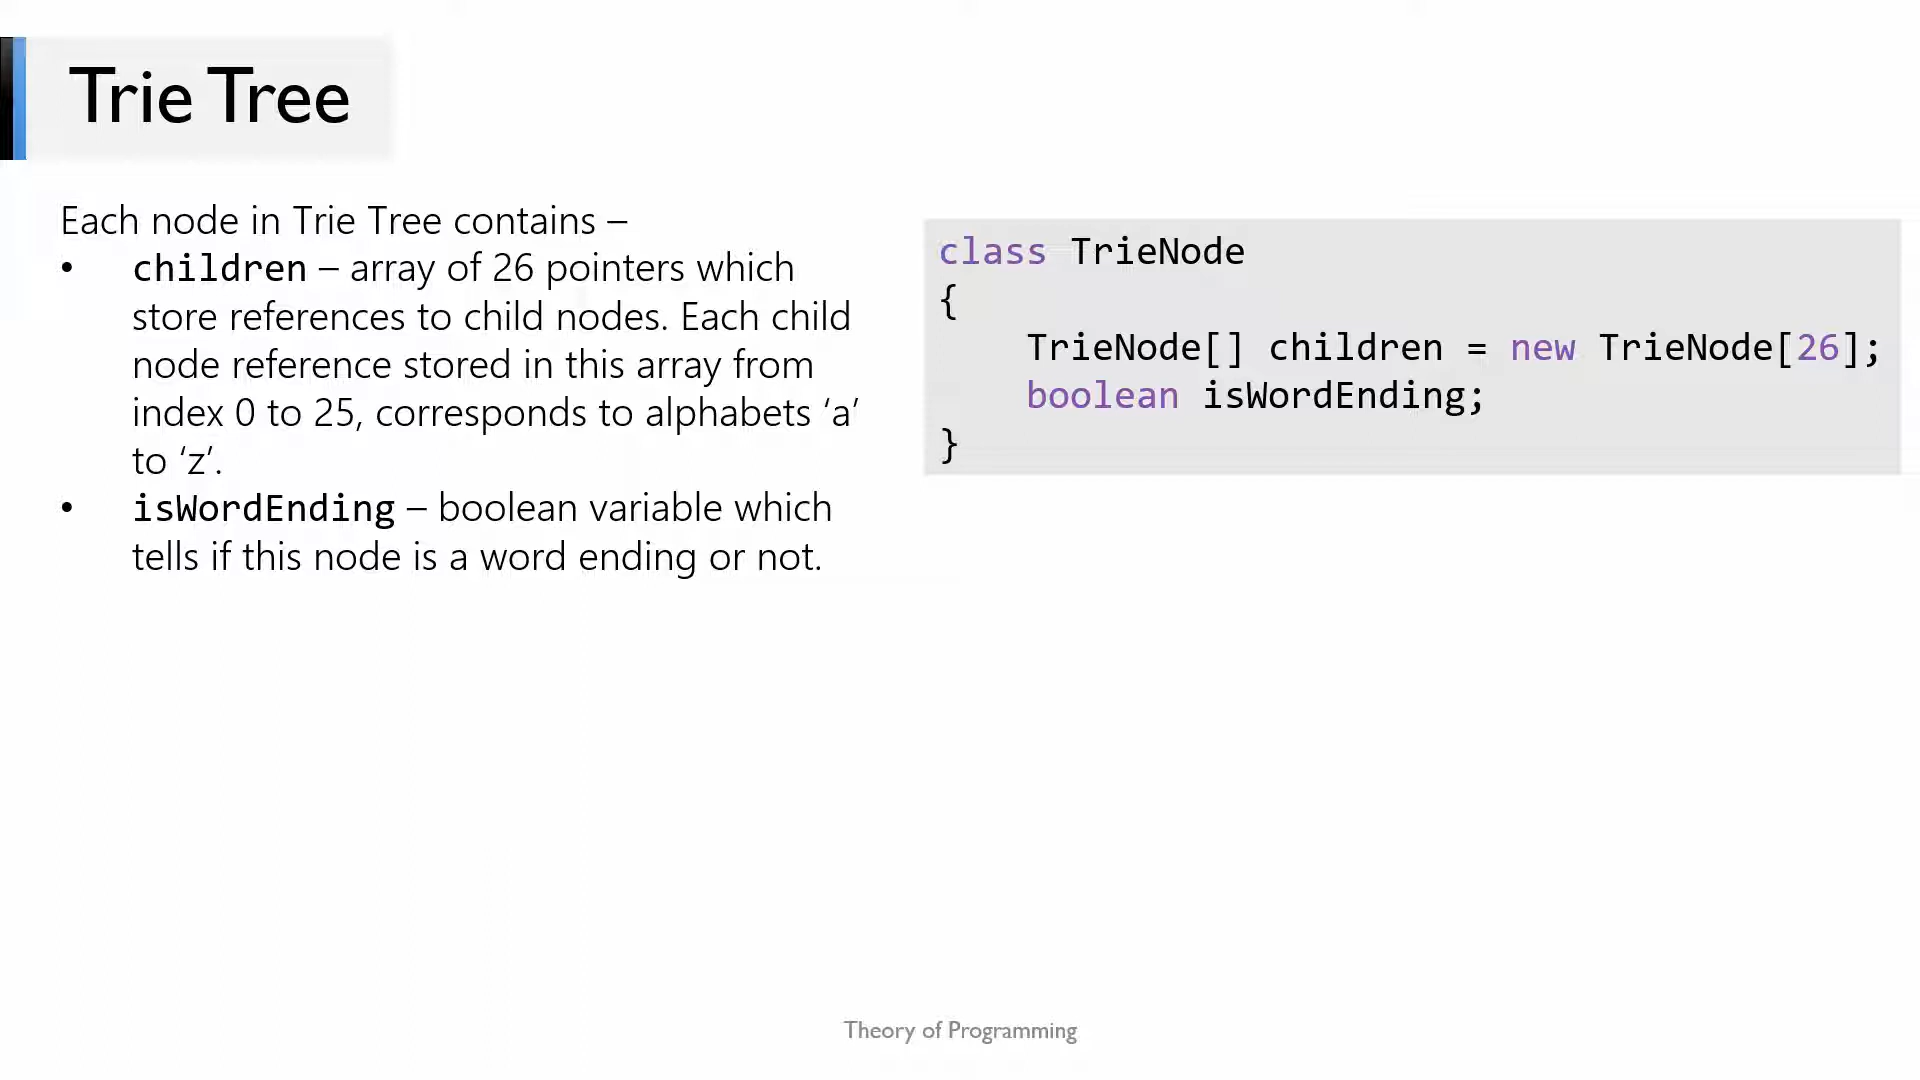 Trie Tree
Each node in Trie Tree contains –
• children – array of 26 pointers which
store references to child nodes. Each child
node reference stored in this array from
index 0 to 25, corresponds to alphabets ‘a’
to ‘z’.
• isWordEnding – boolean variable which
tells if this node is a word ending or not.
class TrieNode
{
    TrieNode[] children = new TrieNode[26];
    boolean isWordEnding;
}
Theory of Programming